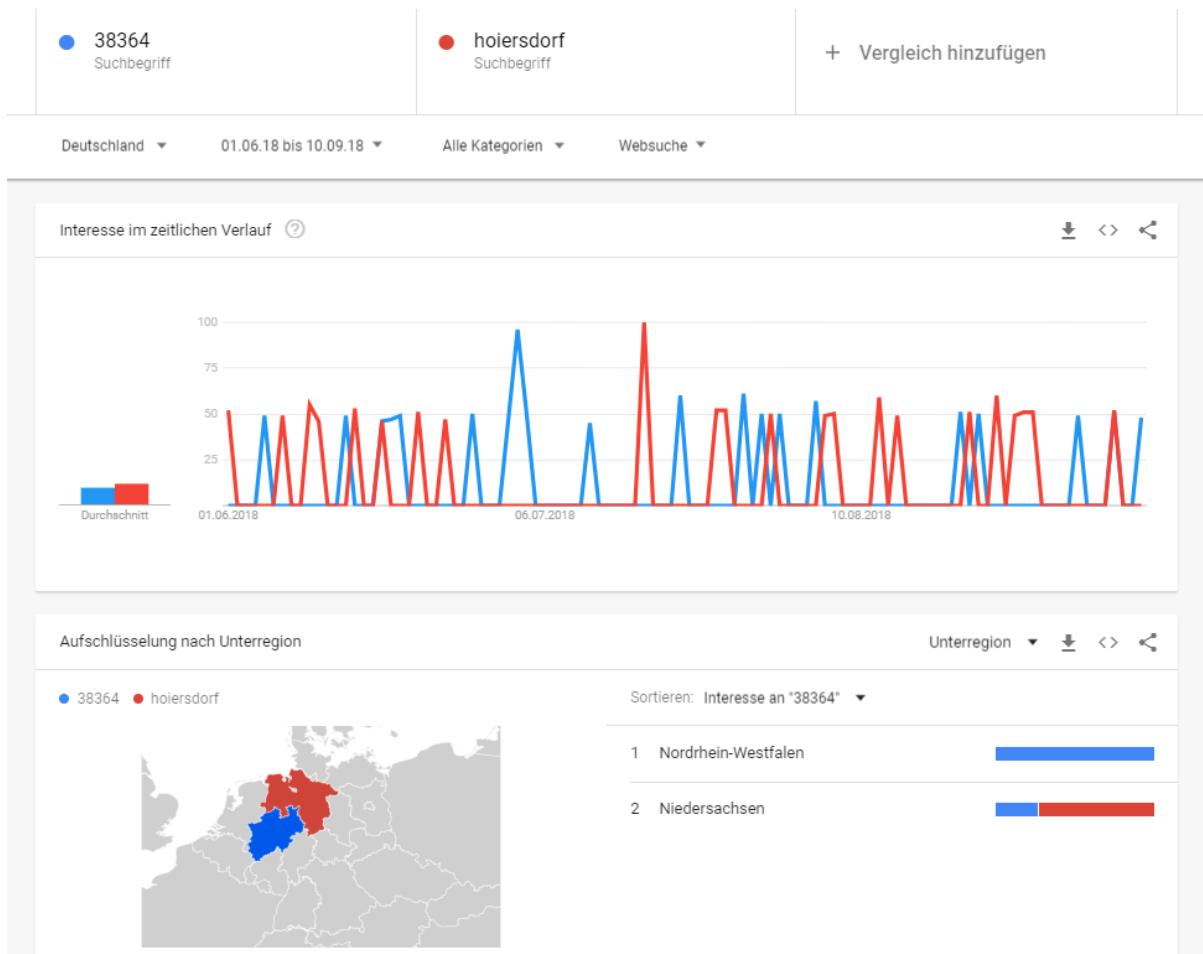 38364
Suchbegriff
hoiersdorf
Suchbegriff
+ Vergleich hinzufügen
Deutschland 01.06.18 bis 10.09.18 Alle Kategorien Websuche
Interesse im zeitlichen Verlauf ?
100
75
50
25
Durchschnitt
01.06.2018 06.07.2018 10.08.2018
Aufschlüsselung nach Unterregion
Unterregion
38364 hoiersdorf
Sortieren: Interesse an "38364"
1 Nordrhein-Westfalen
2 Niedersachsen